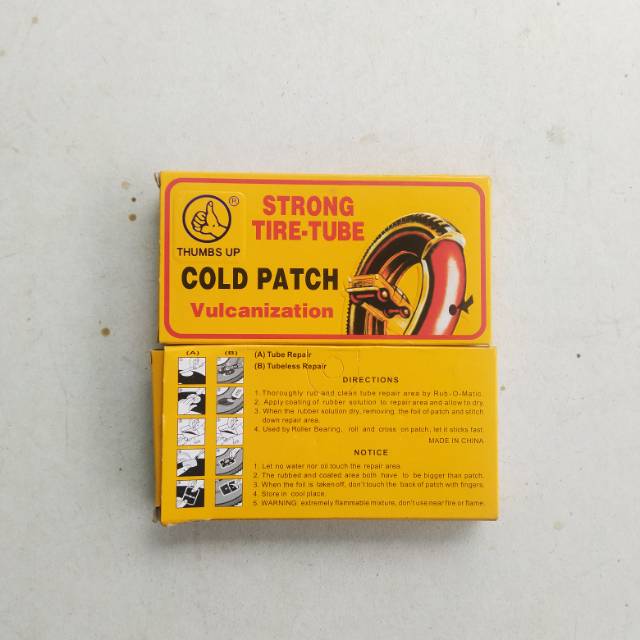 ®
THUMBS UP
STRONG
TIRE-TUBE
COLD PATCH
Vulcanization
(A) (B)
(A) Tube Repair
(B) Tubeless Repair
DIRECTIONS
1. Thoroughly rub and clean tube repair area by Rub-O-Matic.
2. Apply coating of rubber solution to repair area and allow to dry.
3. When the rubber solution dry, removing the foil of patch and stitch
down repair area.
4. Used by Roller Bearing, roll and cross on patch, let it sticks fast.
MADE IN CHINA
NOTICE
1. Let no water nor oil touch the repair area.
2. The rubbed and coated area both have to be bigger than patch.
3. When the foil is taken off, don't touch the back of patch with fingers.
4. Store in cool place.
5. WARNING: extremely flammable mixture, don't use near fire or flame.